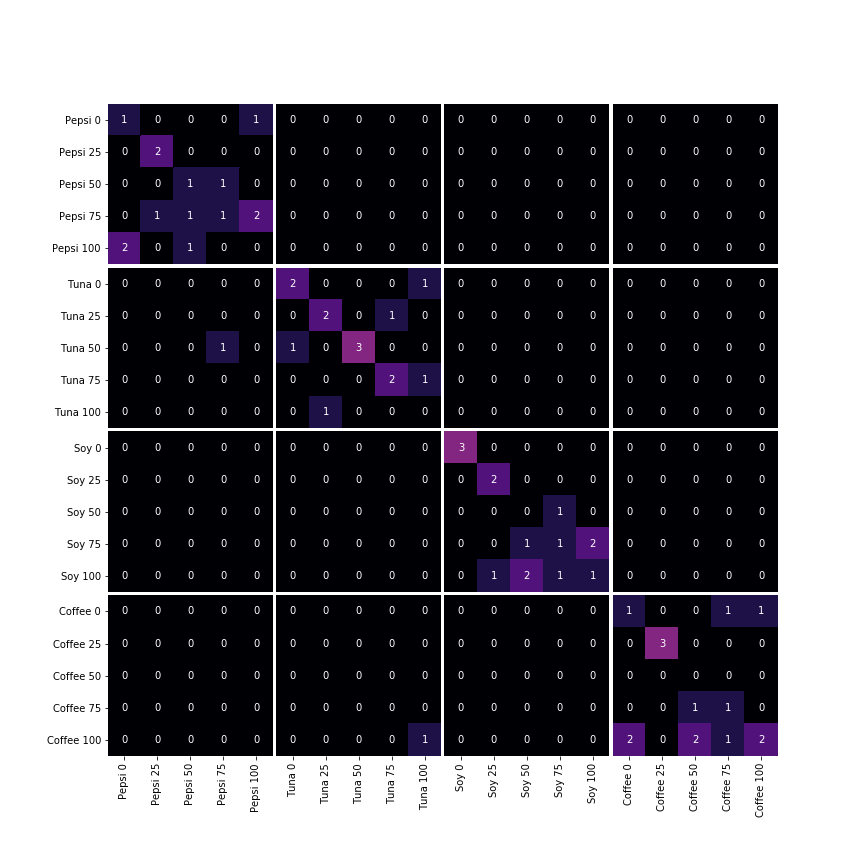 Pepsi 0 1 0 0 0 1 0 0 0 0 0 0 0 0 0 0 0 0 0 0 0
Pepsi 25 0 2 0 0 0 0 0 0 0 0 0 0 0 0 0 0 0 0 0 0
Pepsi 50 0 0 1 1 0 0 0 0 0 0 0 0 0 0 0 0 0 0 0 0
Pepsi 75 0 1 1 1 2 0 0 0 0 0 0 0 0 0 0 0 0 0 0 0
Pepsi 100 2 0 1 0 0 0 0 0 0 0 0 0 0 0 0 0 0 0 0 0
Tuna 0 0 0 0 0 0 2 0 0 0 1 0 0 0 0 0 0 0 0 0 0
Tuna 25 0 0 0 0 0 0 2 0 1 0 0 0 0 0 0 0 0 0 0 0
Tuna 50 0 0 0 1 0 1 0 3 0 0 0 0 0 0 0 0 0 0 0 0
Tuna 75 0 0 0 0 0 0 0 0 2 1 0 0 0 0 0 0 0 0 0 0
Tuna 100 0 0 0 0 0 0 1 0 0 0 0 0 0 0 0 0 0 0 0 0
Soy 0 0 0 0 0 0 0 0 0 0 0 3 0 0 0 0 0 0 0 0 0
Soy 25 0 0 0 0 0 0 0 0 0 0 0 2 0 0 0 0 0 0 0 0
Soy 50 0 0 0 0 0 0 0 0 0 0 0 0 0 1 0 0 0 0 0 0
Soy 75 0 0 0 0 0 0 0 0 0 0 0 0 1 1 2 0 0 0 0 0
Soy 100 0 0 0 0 0 0 0 0 0 0 0 1 2 1 1 0 0 0 0 0
Coffee 0 0 0 0 0 0 0 0 0 0 0 0 0 0 0 0 1 0 0 1 1
Coffee 25 0 0 0 0 0 0 0 0 0 0 0 0 0 0 0 0 3 0 0 0
Coffee 50 0 0 0 0 0 0 0 0 0 0 0 0 0 0 0 0 0 0 0 0
Coffee 75 0 0 0 0 0 0 0 0 0 0 0 0 0 0 0 0 0 1 1 0
Coffee 100 0 0 0 0 0 0 0 0 0 1 0 0 0 0 0 2 0 2 1 2
Pepsi 0
Pepsi 25
Pepsi 50
Pepsi 75
Pepsi 100
Tuna 0
Tuna 25
Tuna 50
Tuna 75
Tuna 100
Soy 0
Soy 25
Soy 50
Soy 75
Soy 100
Coffee 0
Coffee 25
Coffee 50
Coffee 75
Coffee 100